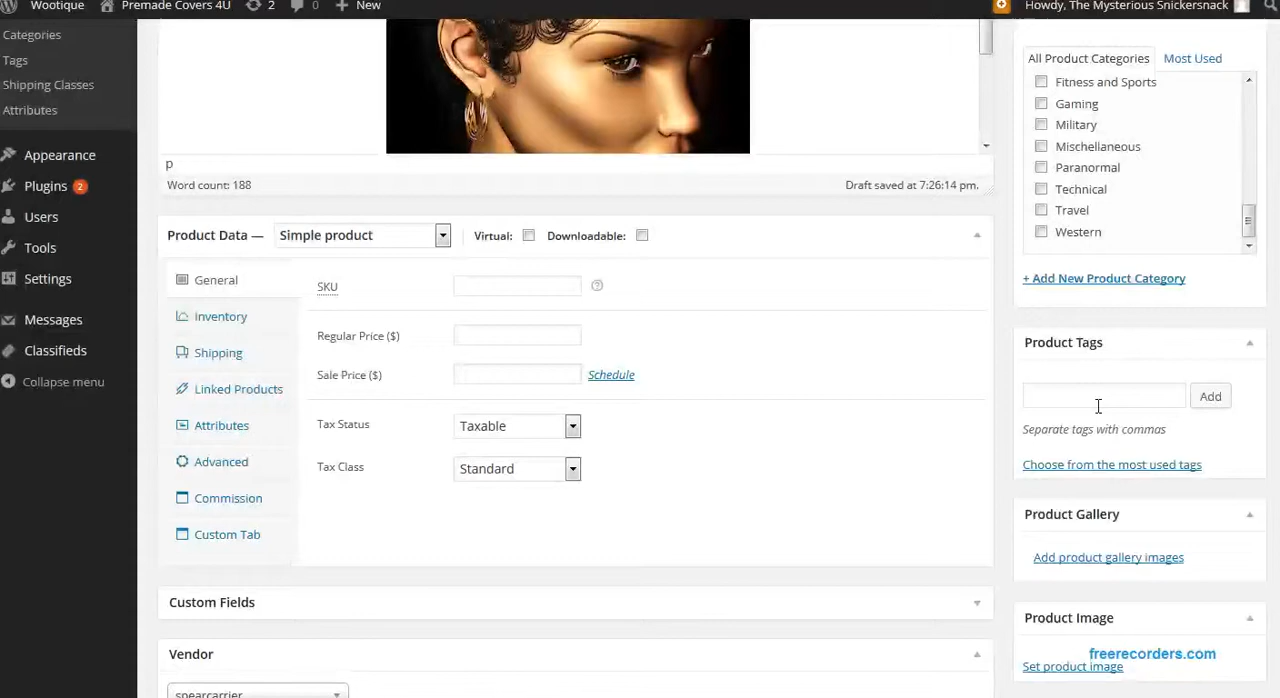 Wootique Premade Covers 4U 2 0 New Howdy, The Mysterious Snickersnack
Categories
Tags
Shipping Classes
Attributes
Appearance
Plugins 2
Users
Tools
Settings
Messages
Classifieds
Collapse menu
p
Word count: 188 Draft saved at 7:26:14 pm.
Product Data — Simple product Virtual: Downloadable:
General
Inventory
Shipping
Linked Products
Attributes
Advanced
Commission
Custom Tab
SKU
Regular Price ($)
Sale Price ($) Schedule
Tax Status Taxable
Tax Class Standard
Custom Fields
Vendor
spearcarrier
All Product Categories Most Used
Fitness and Sports
Gaming
Military
Mischellaneous
Paranormal
Technical
Travel
Western
+ Add New Product Category
Product Tags
Add
Separate tags with commas
Choose from the most used tags
Product Gallery
Add product gallery images
Product Image
freerecorders.com
Set product image